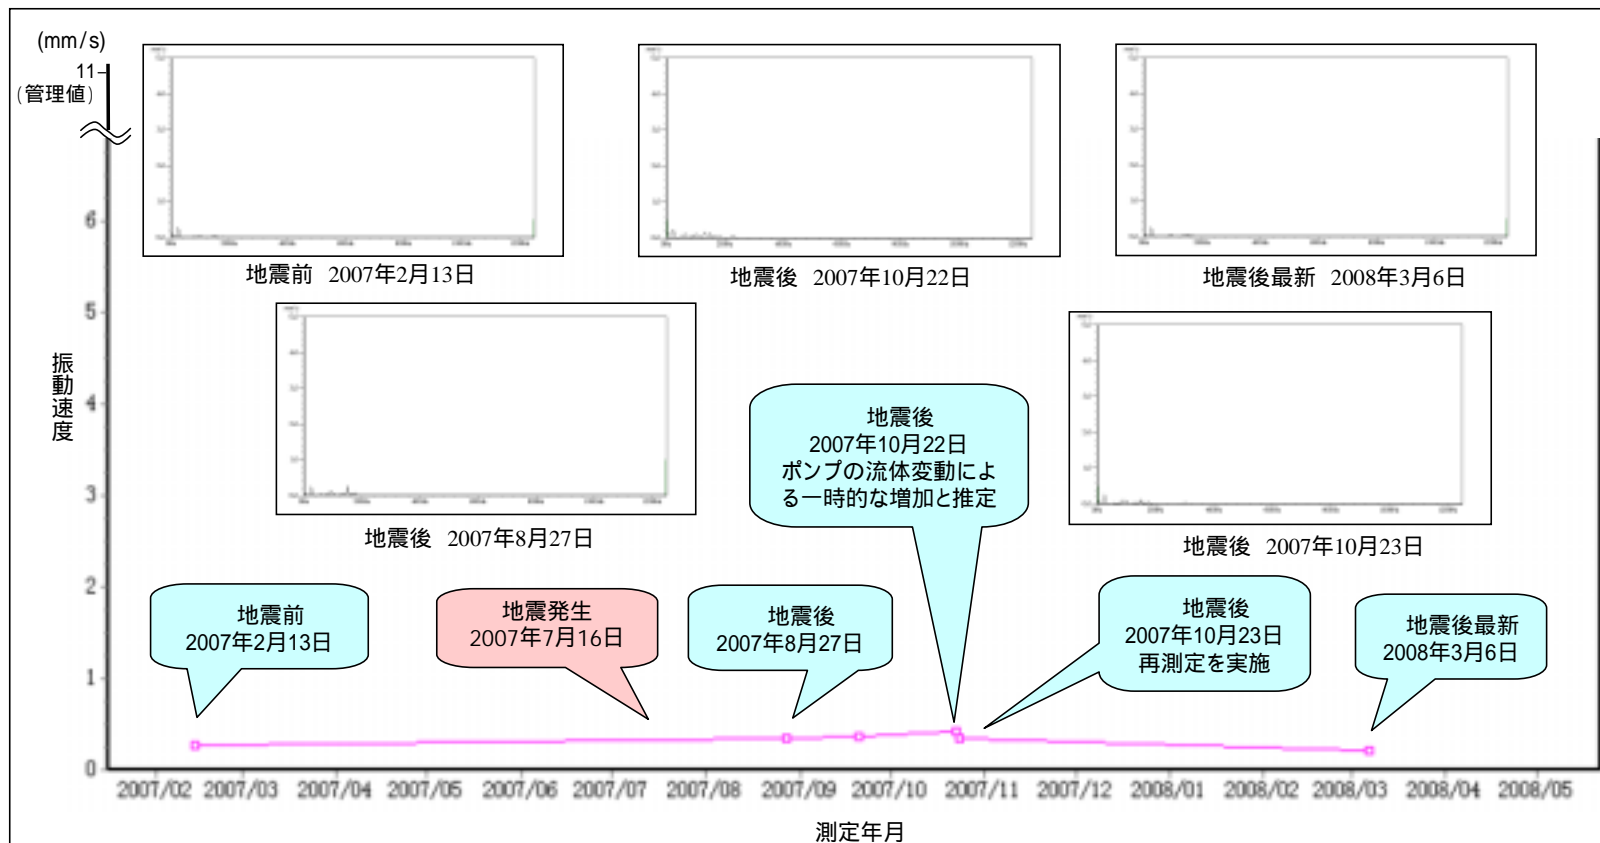 (mm/s)
11
(管理値)
6
5
4
3
2
1
0
振動速度
地震前 2007年2月13日
地震後 2007年10月22日
地震後最新 2008年3月6日
地震後 2007年8月27日
地震後 2007年10月23日
地震前
2007年2月13日
地震発生
2007年7月16日
地震後
2007年8月27日
地震後
2007年10月22日
ポンプの流体変動によ
る一時的な増加と推定
地震後
2007年10月23日
再測定を実施
地震後最新
2008年3月6日
2007/02 2007/03 2007/04 2007/05 2007/06 2007/07 2007/08 2007/09 2007/10 2007/11 2007/12 2008/01 2008/02 2008/03 2008/04 2008/05
測定年月